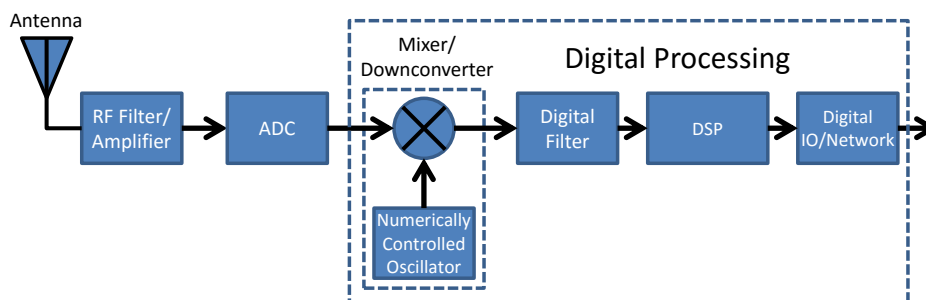 Antenna
Mixer/
Downconverter
Digital Processing
RF Filter/
Amplifier
ADC
Digital
Filter
DSP
Digital
IO/Network
Numerically
Controlled
Oscillator